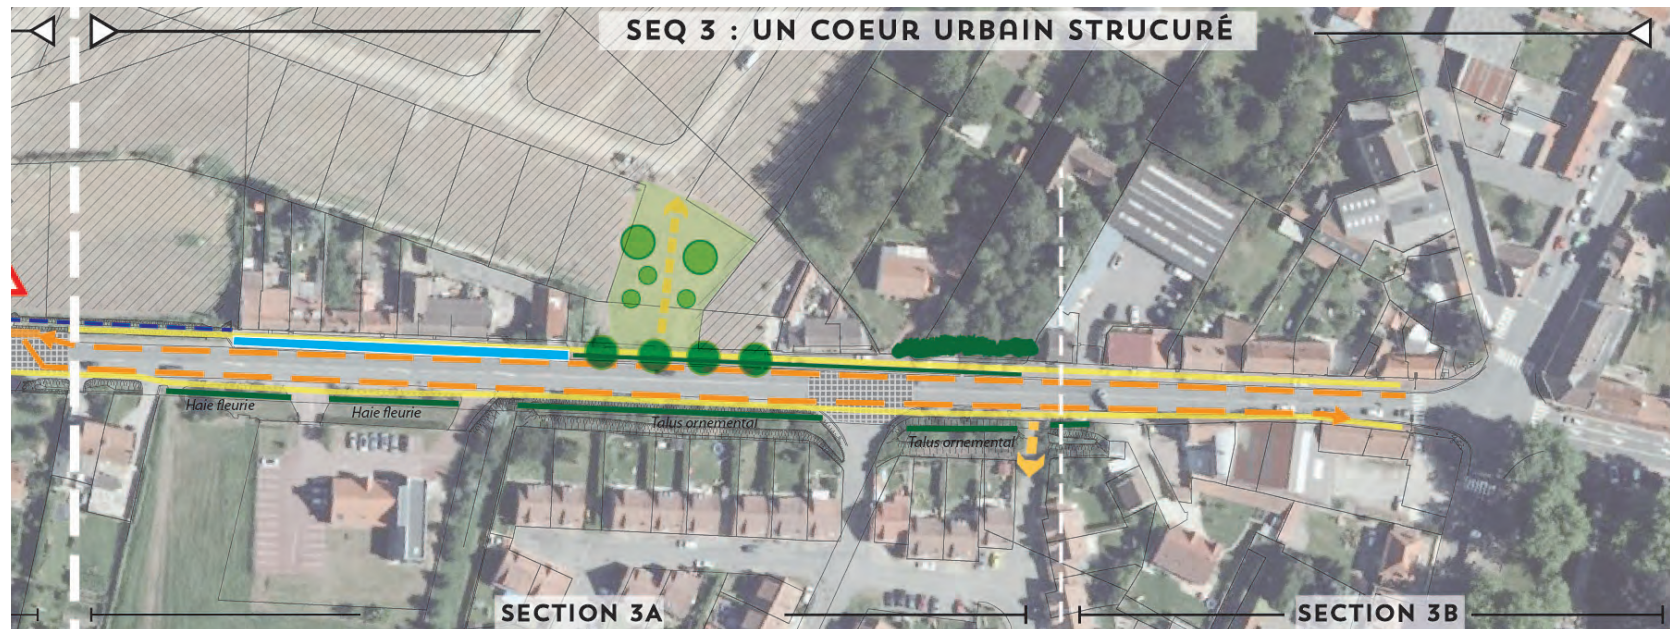 SEQ 3 : UN COEUR URBAIN STRUCURÉ
Haie fleurie
Haie fleurie
Talus ornemental
Talus ornemental
SECTION 3A
SECTION 3B